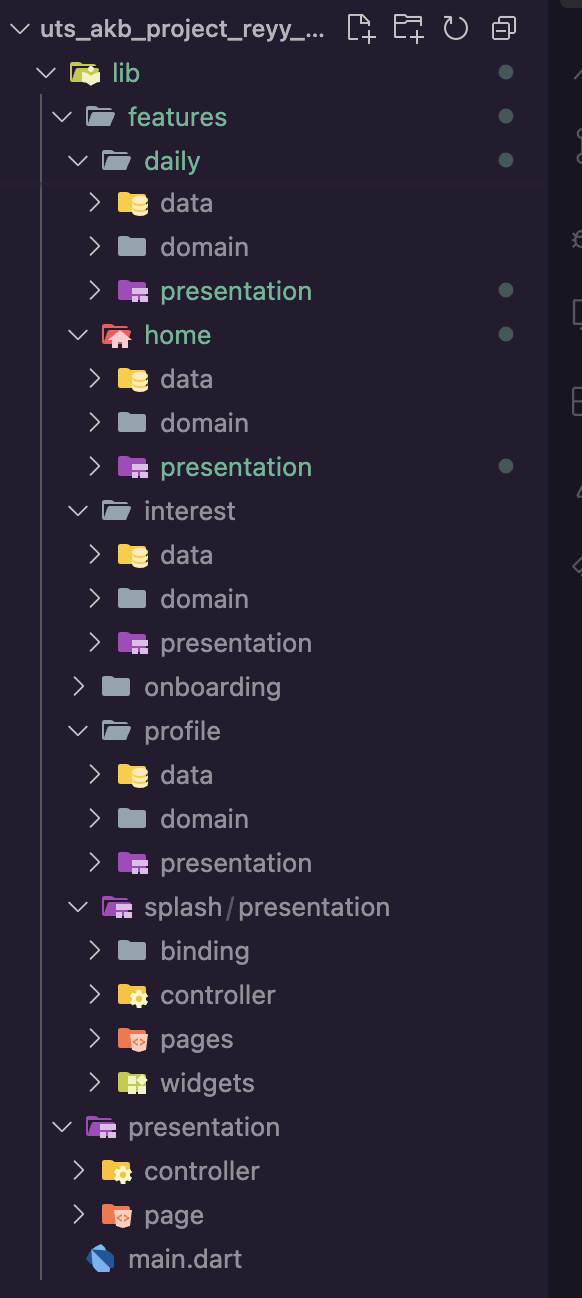 uts_akb_project_reyy_...
lib
features
daily
data
domain
presentation
home
data
domain
presentation
interest
data
domain
presentation
onboarding
profile
data
domain
presentation
splash/presentation
binding
controller
pages
widgets
presentation
controller
page
main.dart